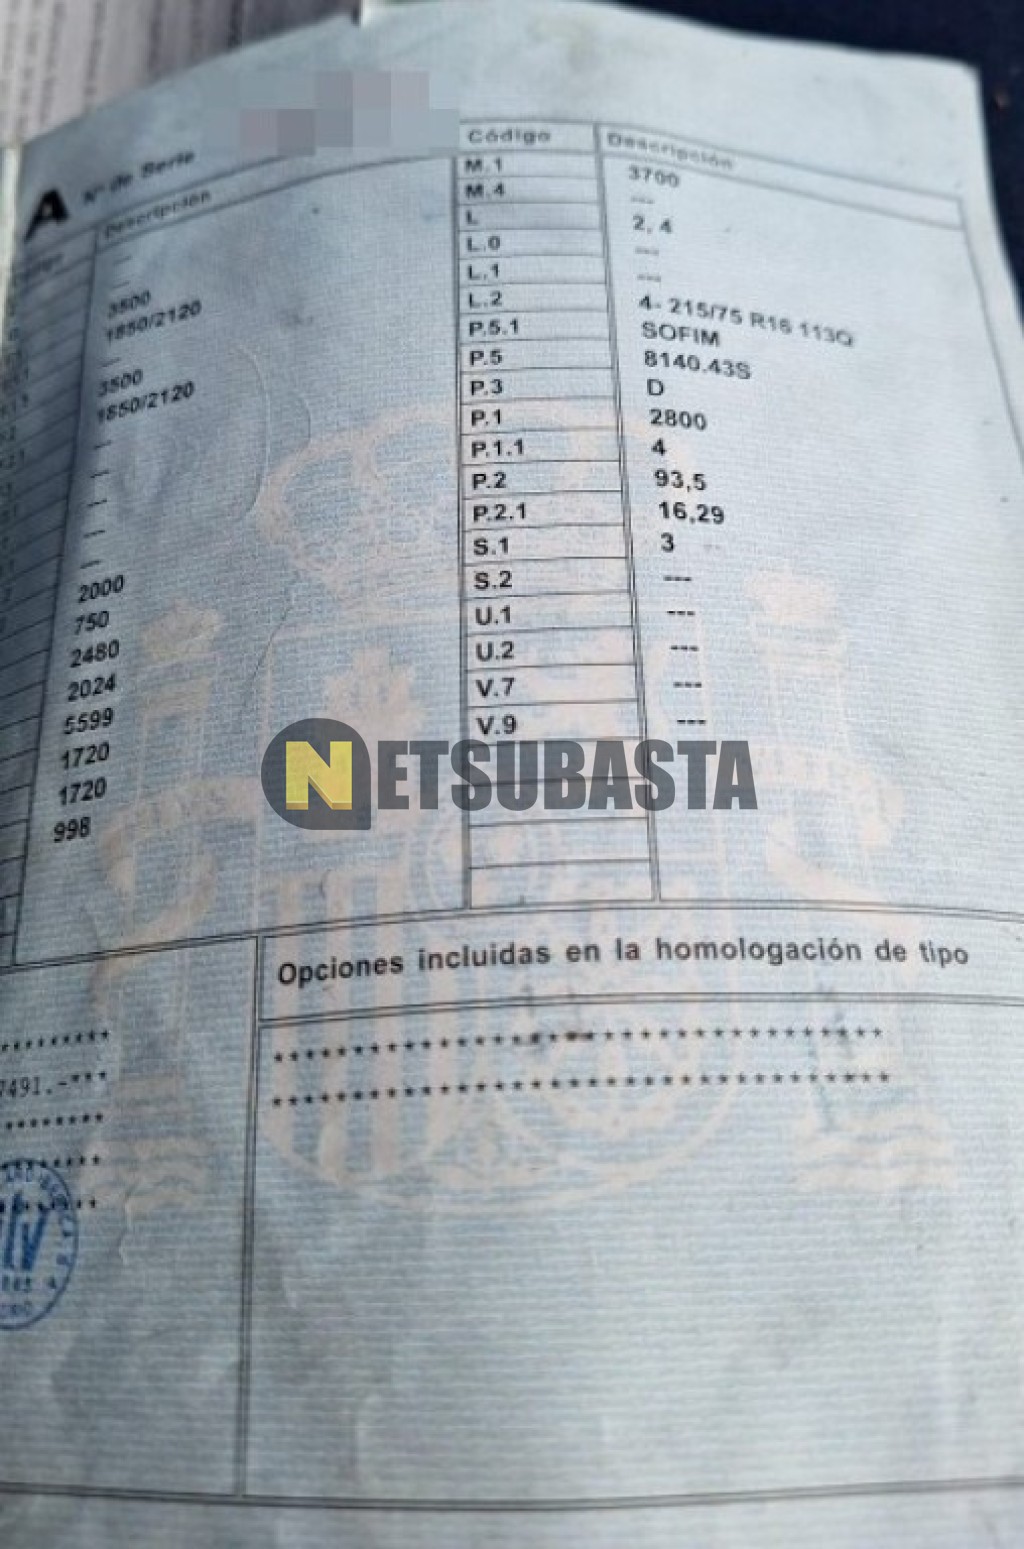 A Nº de Serie
Descripción
---
---
3500
1850/2120
---
3500
1850/2120
---
---
---
---
2000
750
2480
2024
5599
1720
1720
998
Código Descripción
M.1 3700
M.4 ---
L 2, 4
L.0 ---
L.1 ---
L.2 4- 215/75 R16 113Q
P.5.1 SOFIM
P.5 8140.43S
P.3 D
P.1 2800
P.1.1 4
P.2 93,5
P.2.1 16,29
S.1 3
S.2 ---
U.1 ---
U.2 ---
V.7 ---
V.9 ---
NETSUBASTA
Opciones incluidas en la homologación de tipo
7491.-***